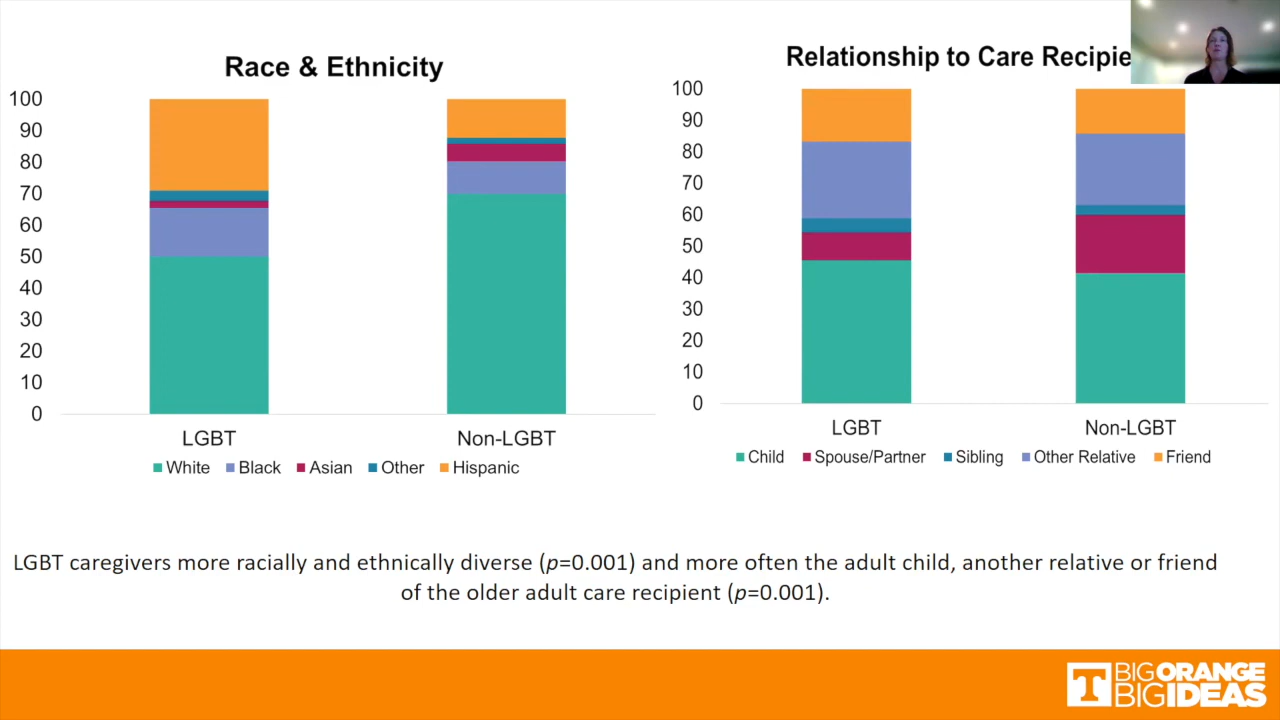 Race & Ethnicity
100
90
80
70
60
50
40
30
20
10
0
LGBT
Non-LGBT
White
Black
Asian
Other
Hispanic
Relationship to Care Recipie
100
90
80
70
60
50
40
30
20
10
0
LGBT
Non-LGBT
Child
Spouse/Partner
Sibling
Other Relative
Friend
LGBT caregivers more racially and ethnically diverse (p=0.001) and more often the adult child, another relative or friend
of the older adult care recipient (p=0.001).
T
BIG ORANGE
BIG IDEAS